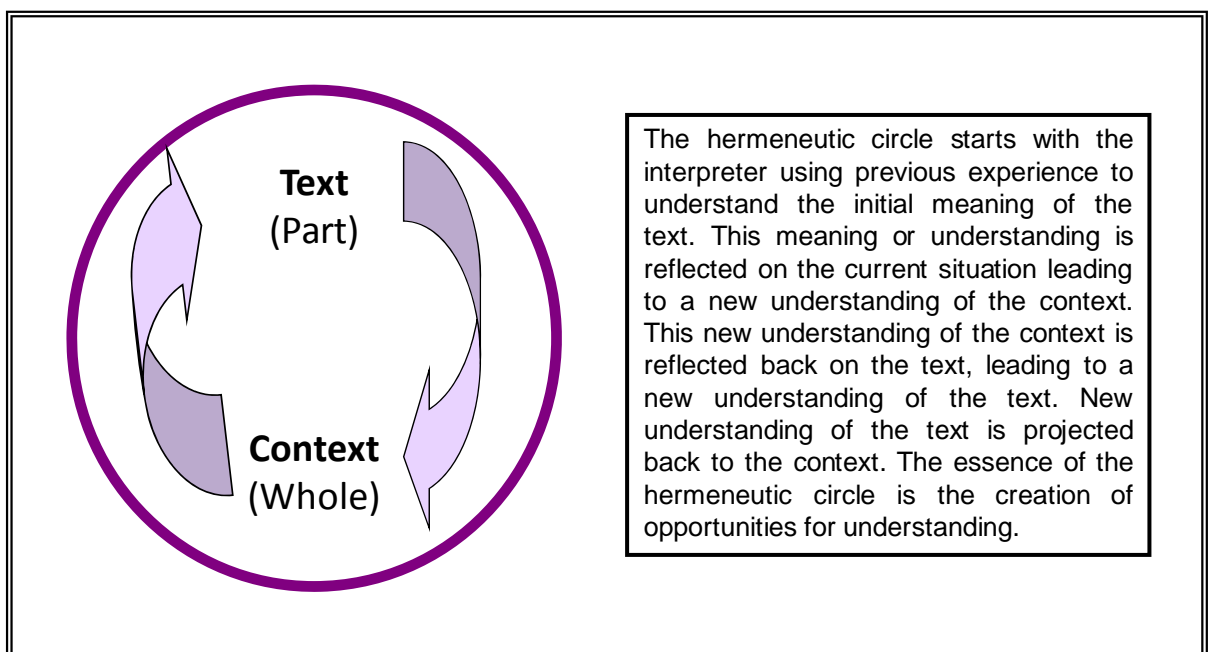 Text
(Part)
Context
(Whole)
The hermeneutic circle starts with the
interpreter using previous experience to
understand the initial meaning of the
text. This meaning or understanding is
reflected on the current situation leading
to a new understanding of the context.
This new understanding of the context is
reflected back on the text, leading to a
new understanding of the text. New
understanding of the text is projected
back to the context. The essence of the
hermeneutic circle is the creation of
opportunities for understanding.